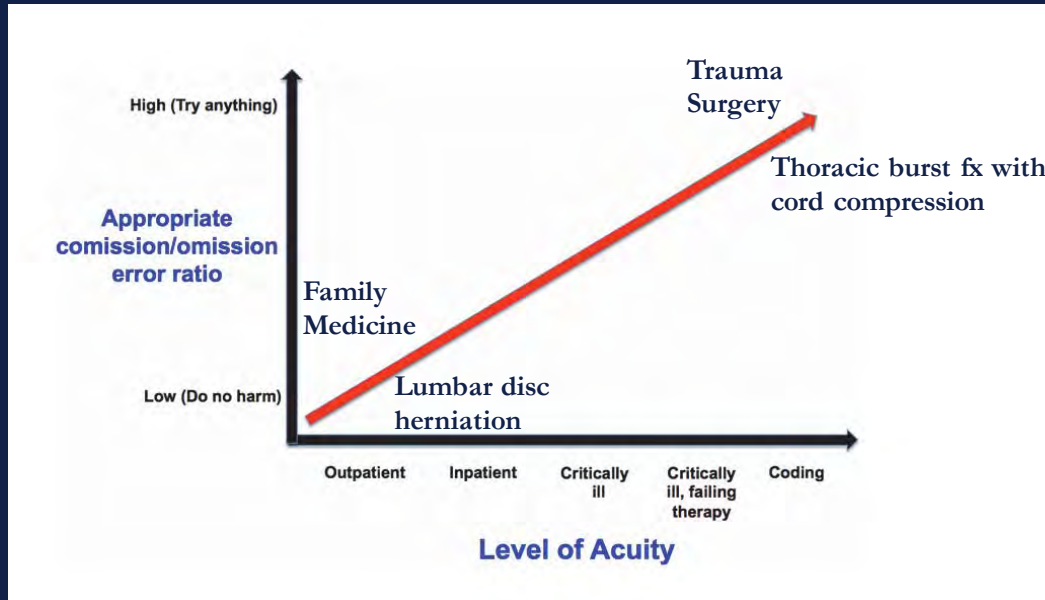 Trauma
Surgery
High (Try anything)
Thoracic burst fx with
cord compression
Appropriate
comission/omission
error ratio
Family
Medicine
Low (Do no harm)
Lumbar disc
herniation
Outpatient
Inpatient
Critically
ill
Critically
ill, failing
therapy
Coding
Level of Acuity